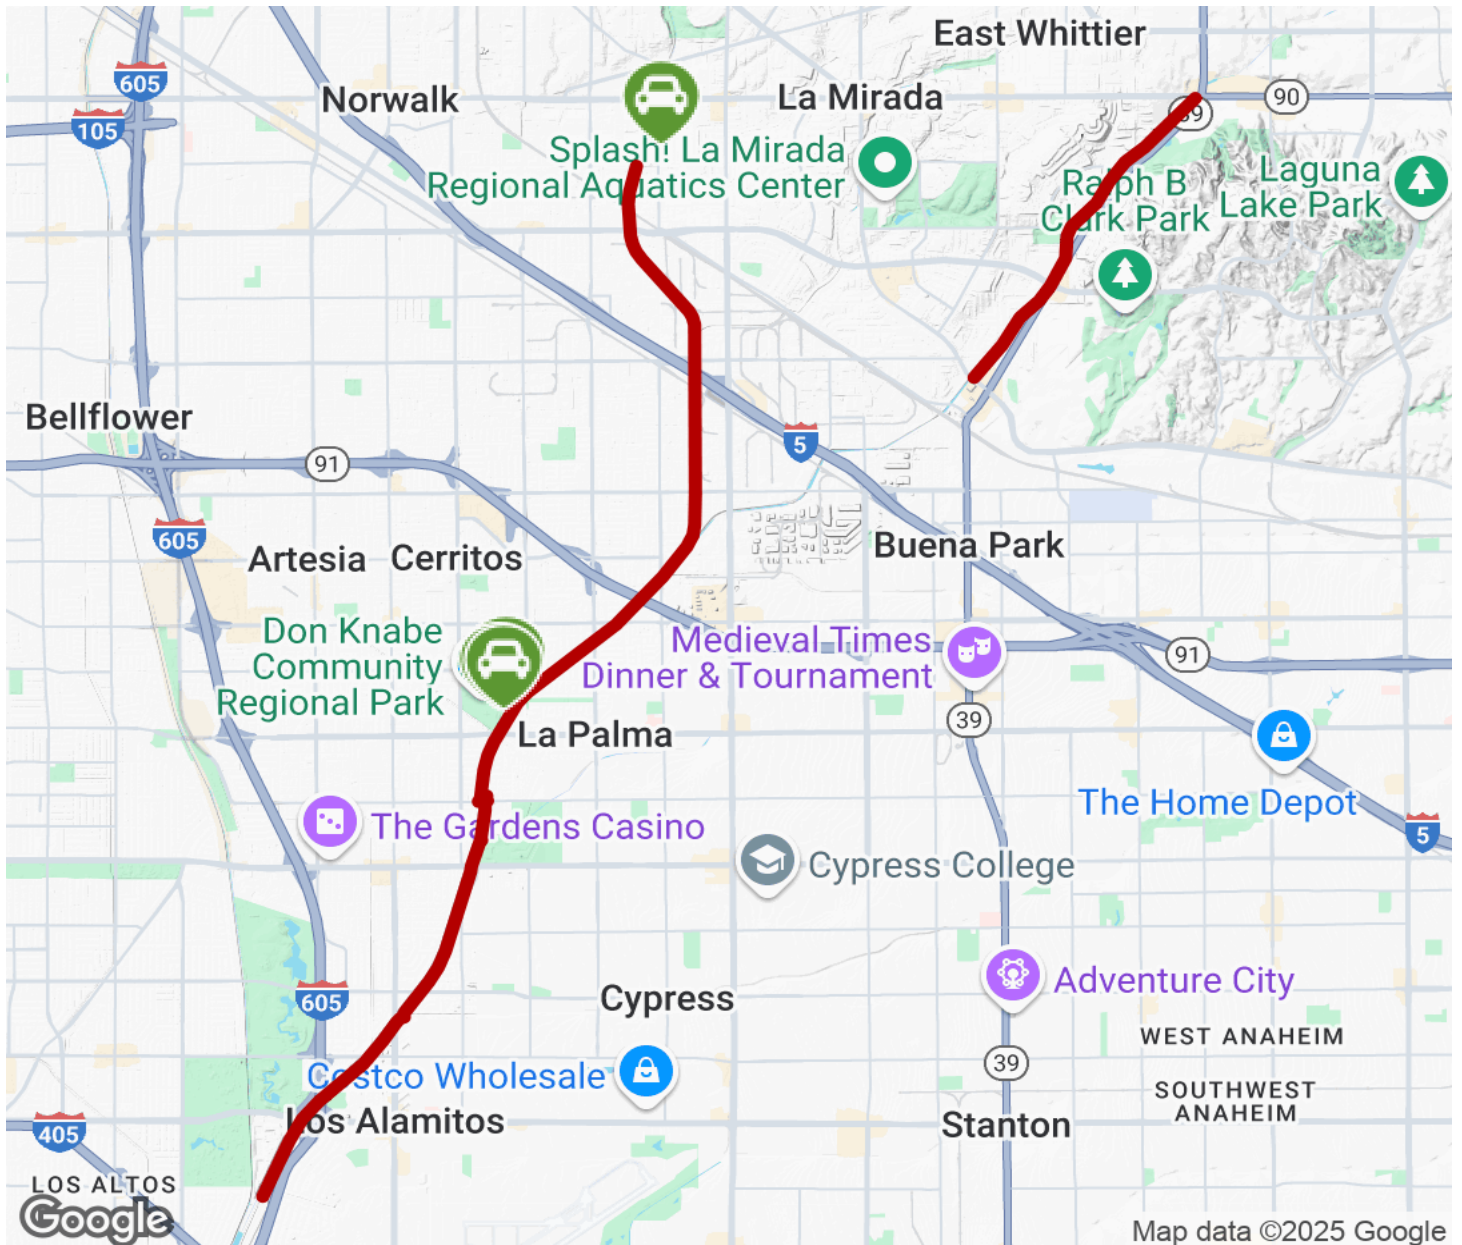 East Whittier
605
Norwalk
La Mirada
90
39
105
Splash! La Mirada
Regional Aquatics Center
Ralph B
Clark Park
Laguna
Lake Park
Bellflower
91
5
605
Artesia
Cerritos
Buena Park
Don Knabe
Community
Regional Park
Medieval Times
Dinner & Tournament
91
39
La Palma
The Home Depot
The Gardens Casino
5
Cypress College
605
Cypress
Adventure City
WEST ANAHEIM
Costco Wholesale
39
SOUTHWEST
ANAHEIM
Los Alamitos
Stanton
405
LOS ALTOS
Google
Map data ©2025 Google